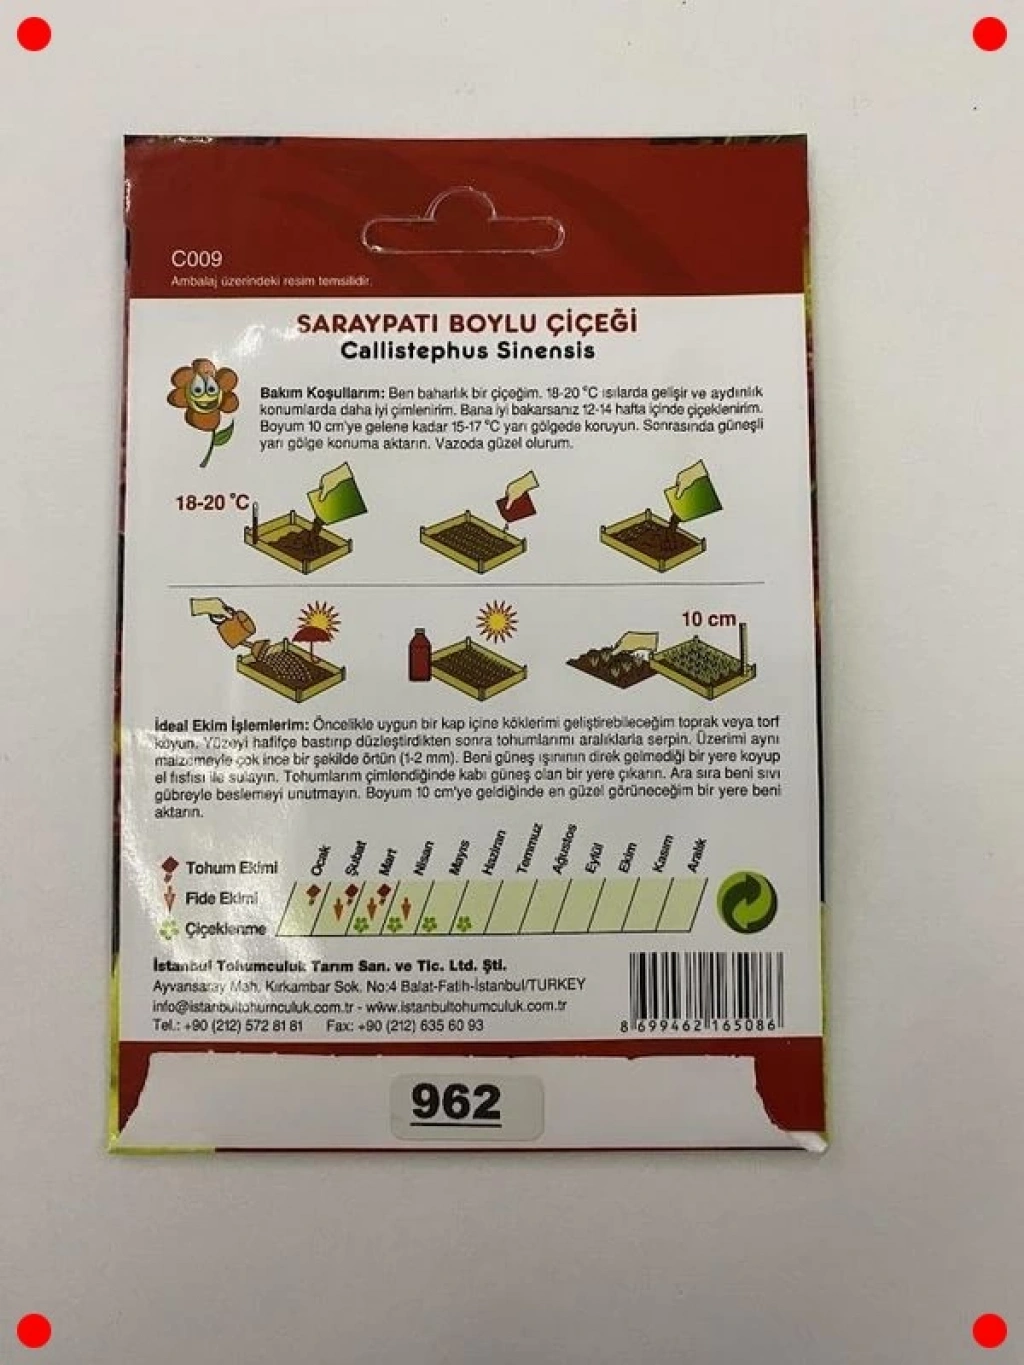 C009
Ambalaj üzerindeki resim temsilidir.
SARAYPATI BOYLU ÇİÇEĞİ
Callistephus Sinensis
Bakım Koşullarım: Ben baharlık bir çiçeğim. 18-20 °C ısılarda gelişir ve aydınlık
konumlarda daha iyi çimlenirim. Bana iyi bakarsanız 12-14 hafta içinde çiçeklenirim.
Boyum 10 cm'ye gelene kadar 15-17 °C yarı gölgede koruyun. Sonrasında güneşli
yarı gölge konuma aktarın. Vazoda güzel olurum.
18-20 °C
10 cm
İdeal Ekim İşlemlerim: Öncelikle uygun bir kap içine köklerimi geliştirebileceğim toprak veya torf
koyun. Yüzeyi hafifçe bastırıp düzleştirdikten sonra tohumlarımı aralıklarla serpin. Üzerimi aynı
malzemeyle çok ince bir şekilde örtün (1-2 mm). Beni güneş ışınının direk gelmediği bir yere koyup
el fısfısı ile sulayın. Tohumlarım çimlendiğinde kabı güneş olan bir yere çıkarın. Ara sıra beni sıvı
gübreyle beslemeyi unutmayın. Boyum 10 cm'ye geldiğinde en güzel görüneceğim bir yere beni
aktarın.
Ocak Şubat Mart Nisan Mayıs Haziran Temmuz Ağustos Eylül Ekim Kasım Aralık
Tohum Ekimi
Fide Ekimi
Çiçeklenme
İstanbul Tohumculuk Tarım San. ve Tic. Ltd. Şti.
Ayvansaray Mah. Kırkambar Sok. No:4 Balat-Fatih-İstanbul/TURKEY
info@istanbultohumculuk.com.tr - www.istanbultohumculuk.com.tr
Tel.: +90 (212) 572 81 81 Fax: +90 (212) 635 60 93
8 699462 165086
962